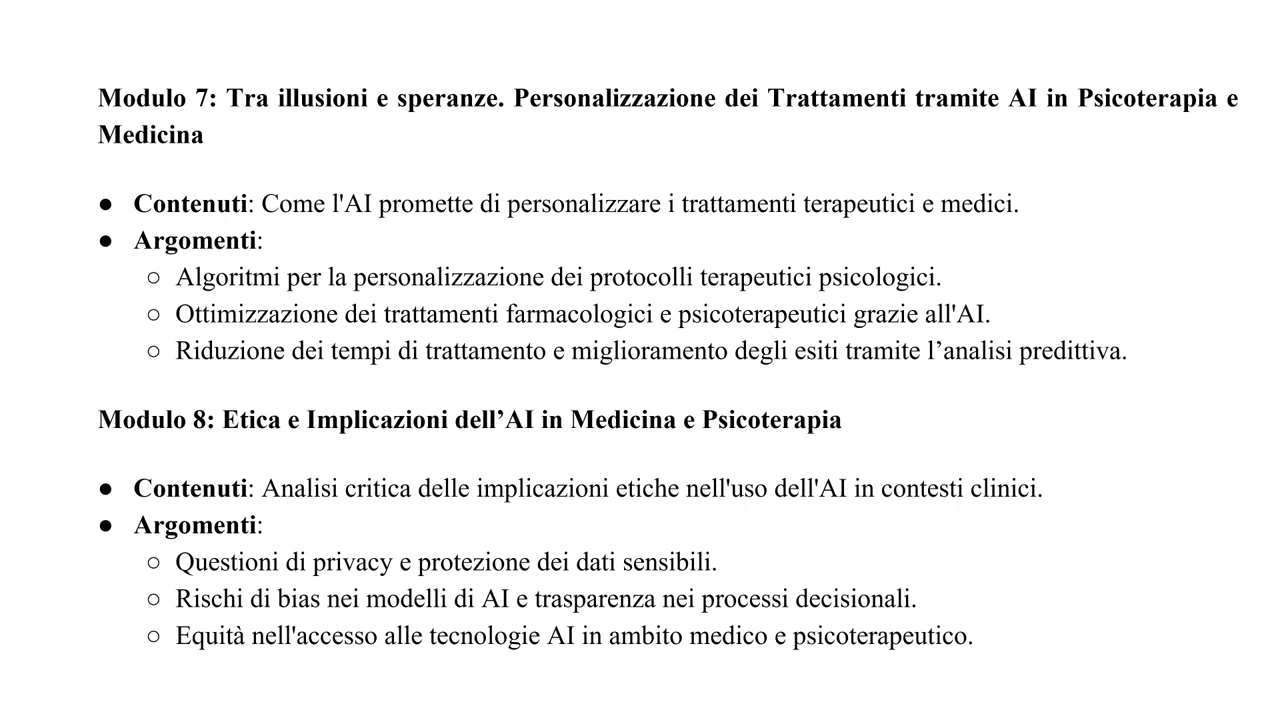 Modulo 7: Tra illusioni e speranze. Personalizzazione dei Trattamenti tramite AI in Psicoterapia e
Medicina
● Contenuti: Come l'AI promette di personalizzare i trattamenti terapeutici e medici.
● Argomenti:
○ Algoritmi per la personalizzazione dei protocolli terapeutici psicologici.
○ Ottimizzazione dei trattamenti farmacologici e psicoterapeutici grazie all'AI.
○ Riduzione dei tempi di trattamento e miglioramento degli esiti tramite l’analisi predittiva.
Modulo 8: Etica e Implicazioni dell’AI in Medicina e Psicoterapia
● Contenuti: Analisi critica delle implicazioni etiche nell'uso dell'AI in contesti clinici.
● Argomenti:
○ Questioni di privacy e protezione dei dati sensibili.
○ Rischi di bias nei modelli di AI e trasparenza nei processi decisionali.
○ Equità nell'accesso alle tecnologie AI in ambito medico e psicoterapeutico.